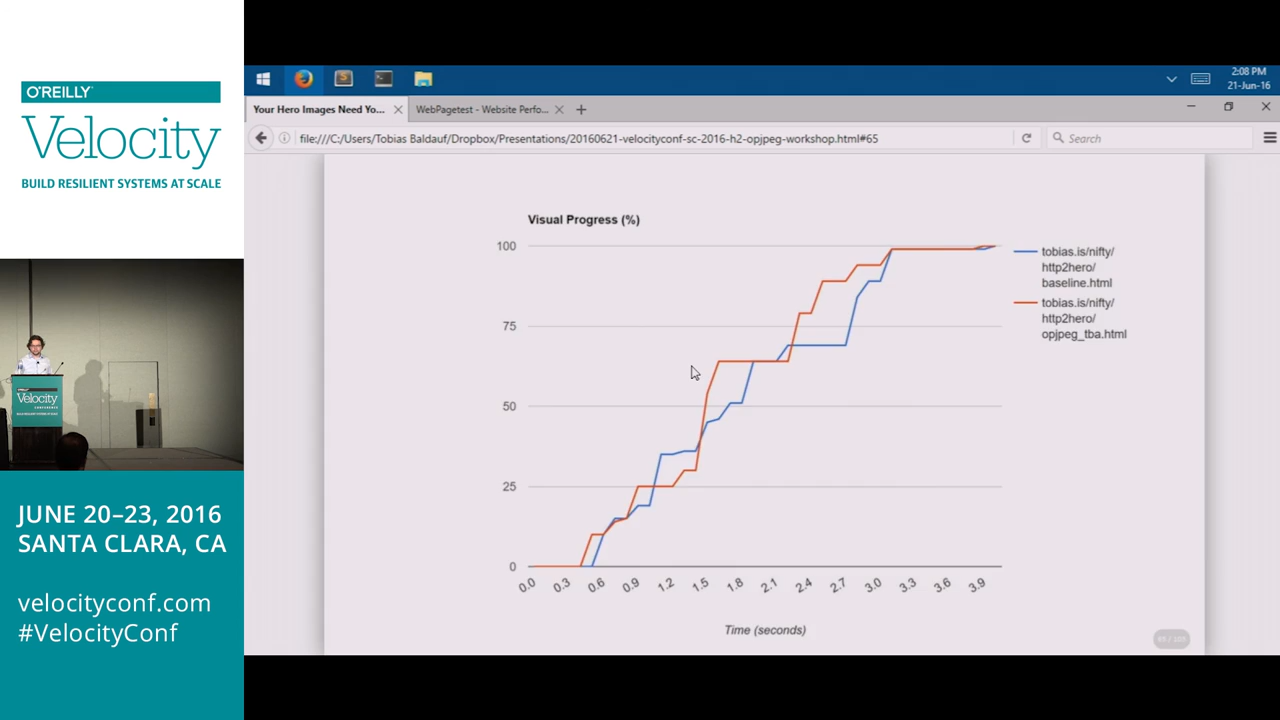 O'REILLY
Velocity
BUILD RESILIENT SYSTEMS AT SCALE
Velocity
CONFERENCE
JUNE 20–23, 2016
SANTA CLARA, CA
velocityconf.com
#VelocityConf
2:08 PM
21-Jun-16
Your Hero Images Need Yo...
WebPagetest - Website Perfo...
file:///C:/Users/Tobias Baldauf/Dropbox/Presentations/20160621-velocityconf-sc-2016-h2-opjpeg-workshop.html#65
Search
Visual Progress (%)
100
75
50
25
0
0.0 0.3 0.6 0.9 1.2 1.5 1.8 2.1 2.4 2.7 3.0 3.3 3.6 3.9
Time (seconds)
tobias.is/nifty/
http2hero/
baseline.html
tobias.is/nifty/
http2hero/
opjpeg_tba.html